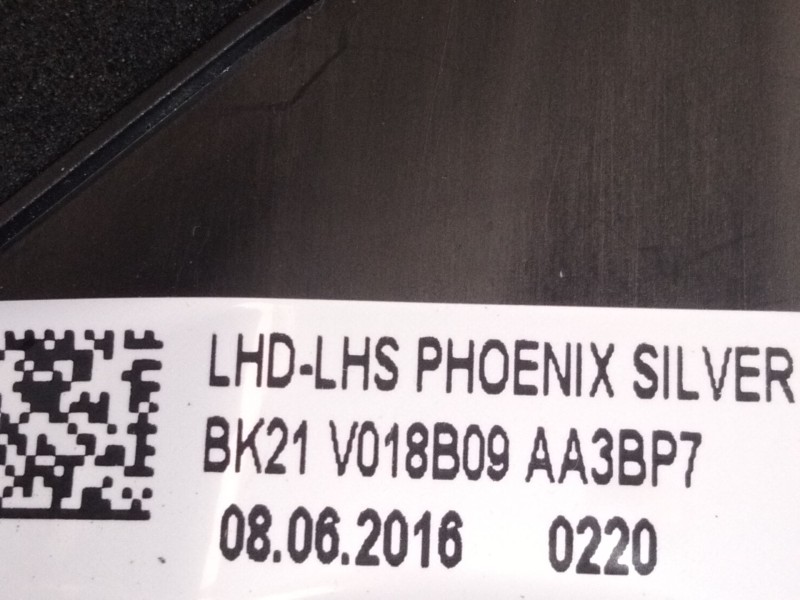 LHD-LHS PHOENIX SILVER
BK21 V018B09 AA3BP7
08.06.2016 0220